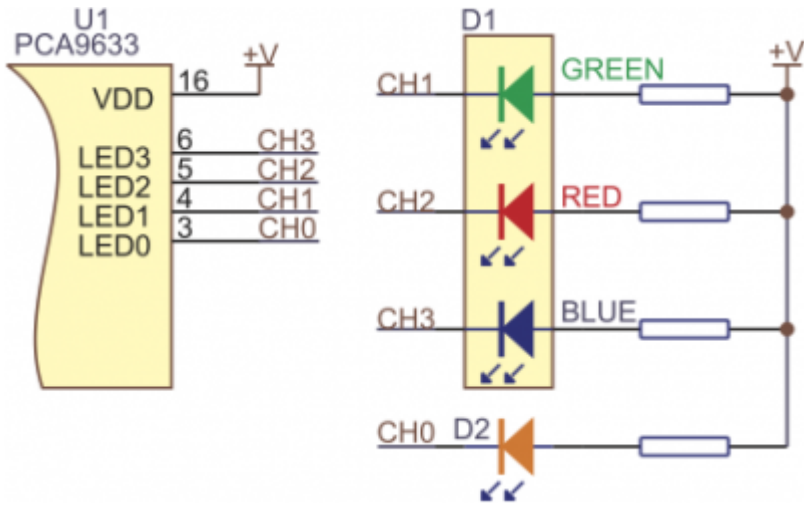 U1
PCA9633
+V
VDD 16
LED3 6 CH3
LED2 5 CH2
LED1 4 CH1
LED0 3 CH0
D1
+V
CH1 GREEN
CH2 RED
CH3 BLUE
CH0 D2